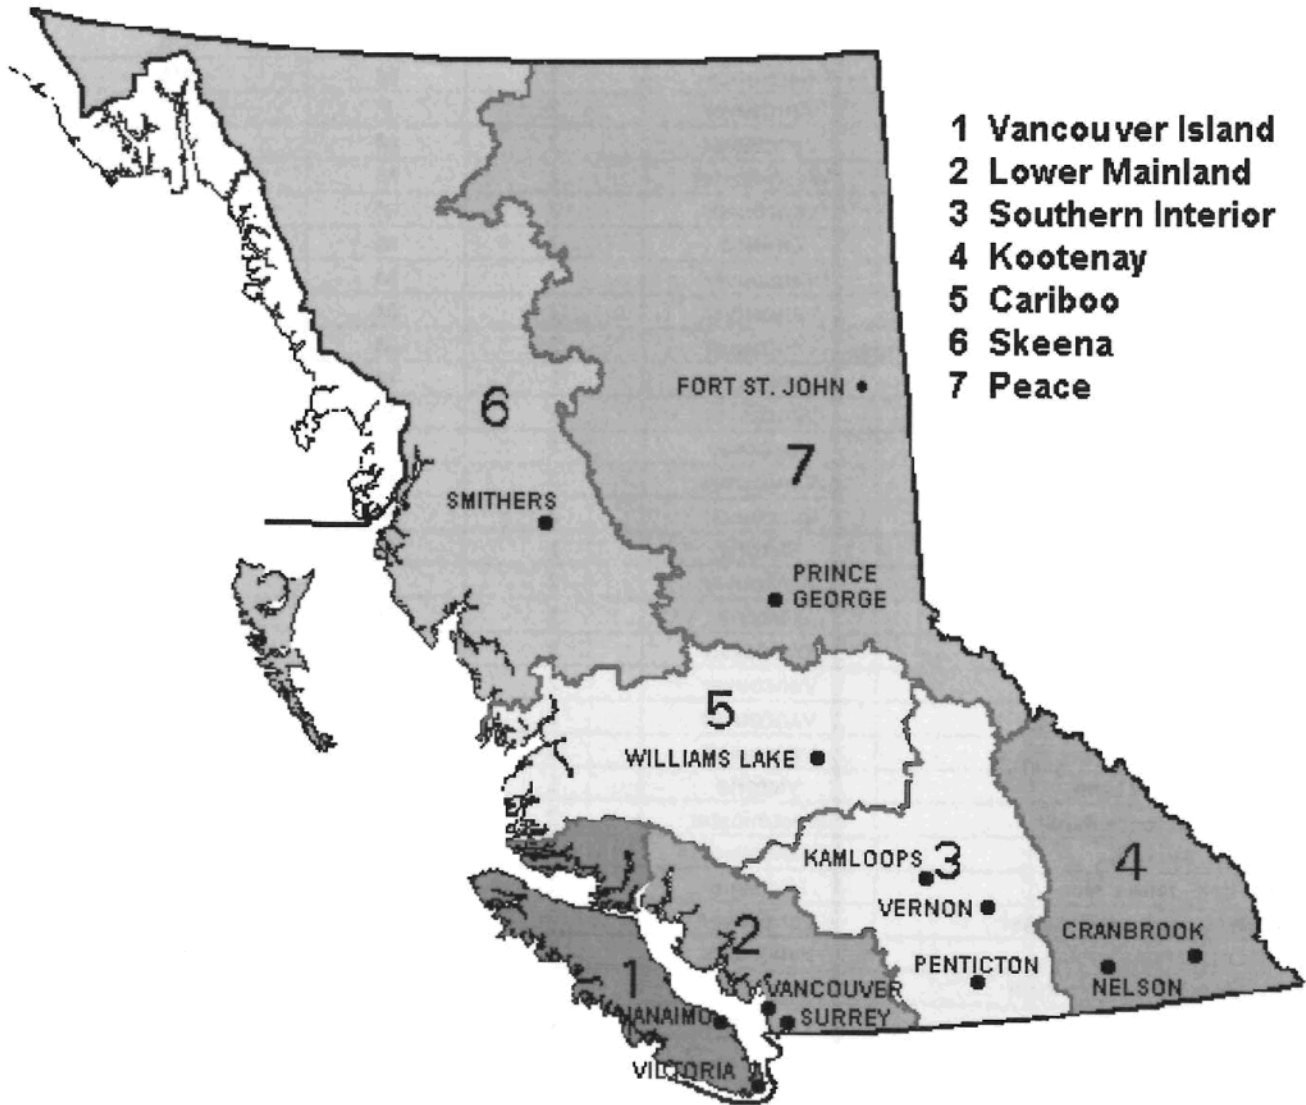 1 Vancouver Island
2 Lower Mainland
3 Southern Interior
4 Kootenay
5 Cariboo
6 Skeena
7 Peace
FORT ST. JOHN
6
7
SMITHERS
PRINCE
GEORGE
5
WILLIAMS LAKE
KAMLOOPS
3
4
VERNON
CRANBROOK
2
PENTICTON
1
NELSON
VANCOUVER
NANAIMO
SURREY
VICTORIA